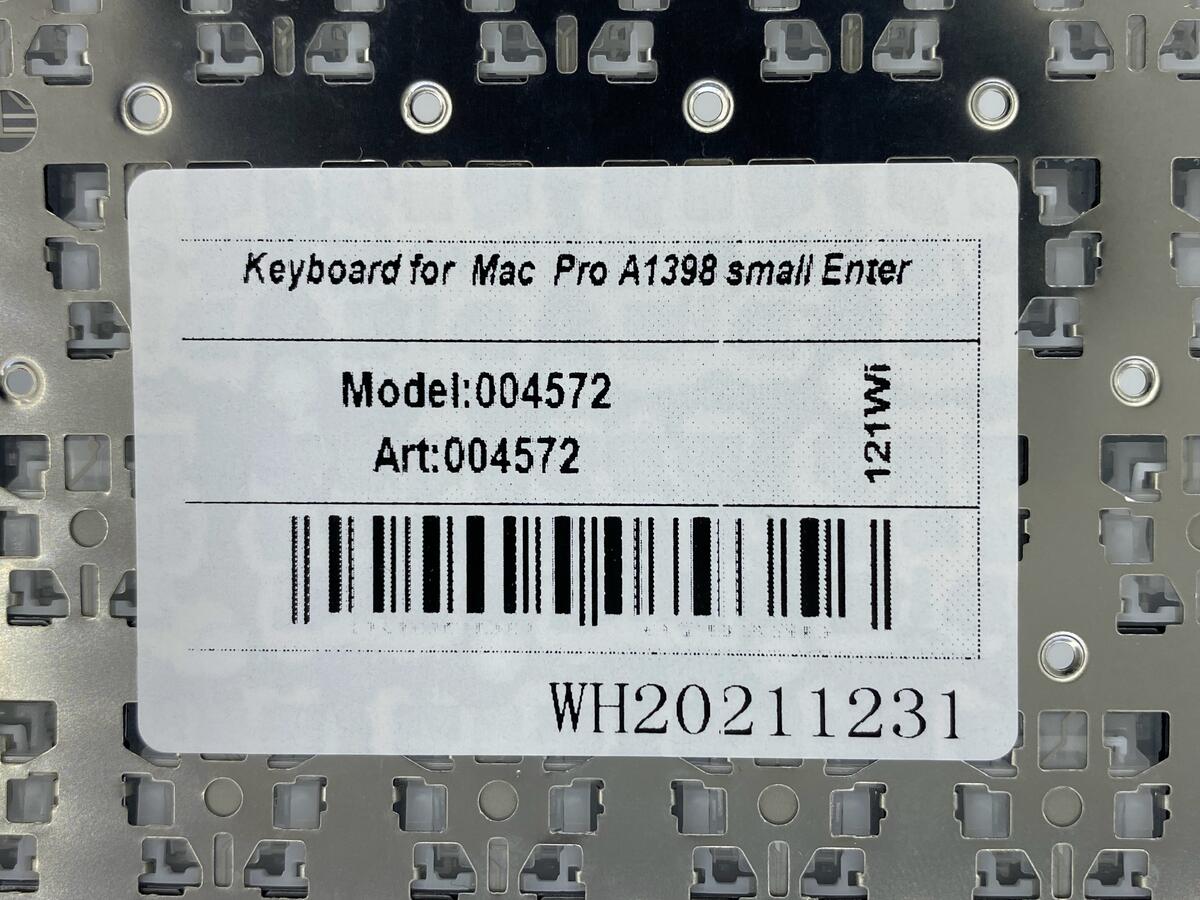 Keyboard for Mac Pro A1398 small Enter
Model:004572
Art:004572
121Wi
WH20211231